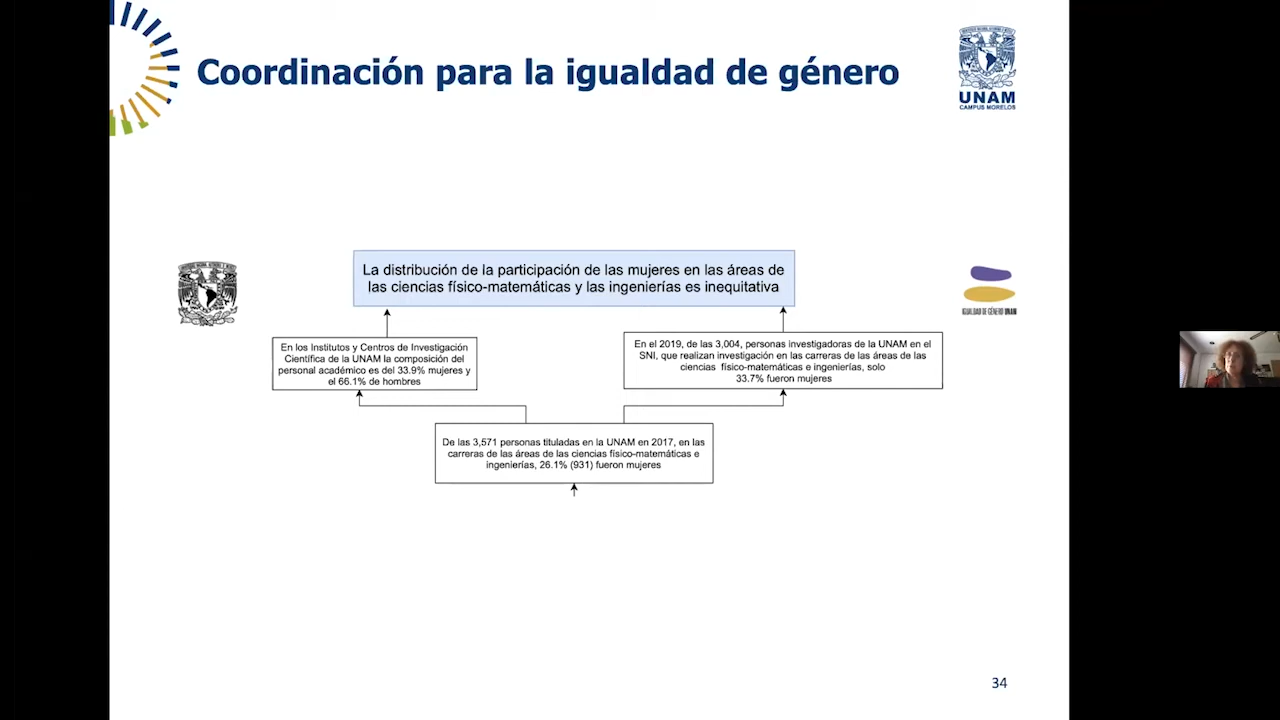 Coordinación para la igualdad de género
UNAM
CAMPUS MORELOS
La distribución de la participación de las mujeres en las áreas de
las ciencias físico-matemáticas y las ingenierías es inequitativa
IGUALDAD DE GÉNERO UNAM
En los Institutos y Centros de Investigación
Científica de la UNAM la composición del
personal académico es del 33.9% mujeres y
el 66.1% de hombres
En el 2019, de las 3,004, personas investigadoras de la UNAM en el
SNI, que realizan investigación en las carreras de las áreas de las
ciencias físico-matemáticas e ingenierías, solo
33.7% fueron mujeres
De las 3,571 personas tituladas en la UNAM en 2017, en las
carreras de las áreas de las ciencias físico-matemáticas e
ingenierías, 26.1% (931) fueron mujeres
34